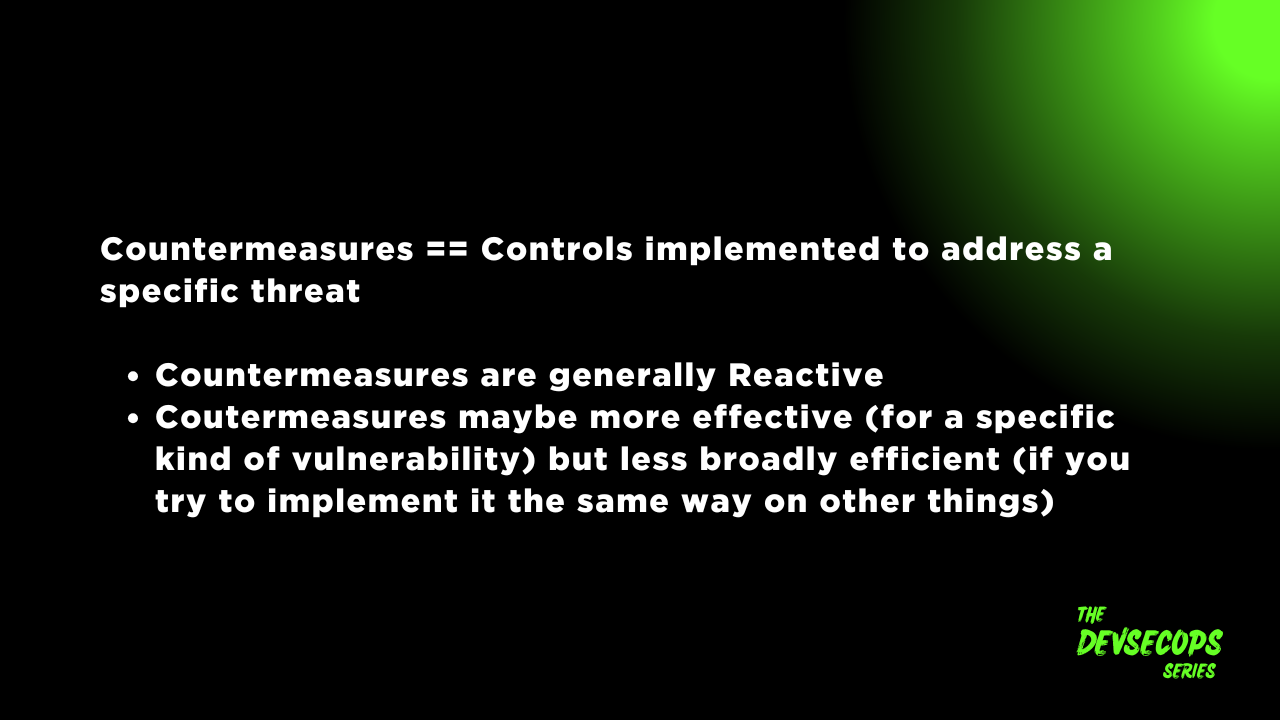 Countermeasures == Controls implemented to address a
specific threat
• Countermeasures are generally Reactive
• Coutermeasures maybe more effective (for a specific
kind of vulnerability) but less broadly efficient (if you
try to implement it the same way on other things)
THE
DEVSECOPS
SERIES